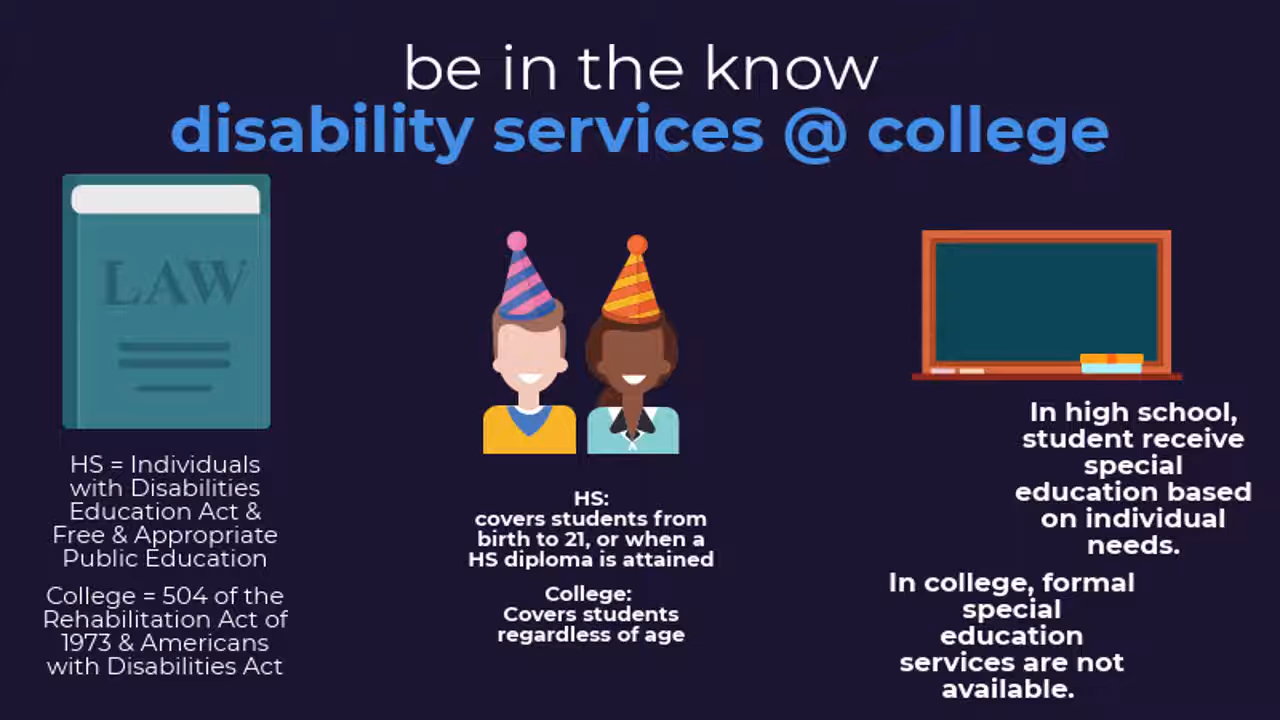 be in the know
disability services @ college
LAW
HS = Individuals
with Disabilities
Education Act &
Free & Appropriate
Public Education
College = 504 of the
Rehabilitation Act of
1973 & Americans
with Disabilities Act
HS:
covers students from
birth to 21, or when a
HS diploma is attained
College:
Covers students
regardless of age
In high school,
student receive
special
education based
on individual
needs.
In college, formal
special
education
services are not
available.